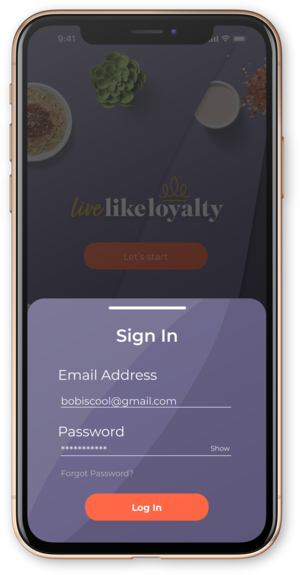 9:41
live like loyalty
Let's start
Sign In
Email Address
bobiscool@gmail.com
Password
***********
Show
Forgot Password?
Log In